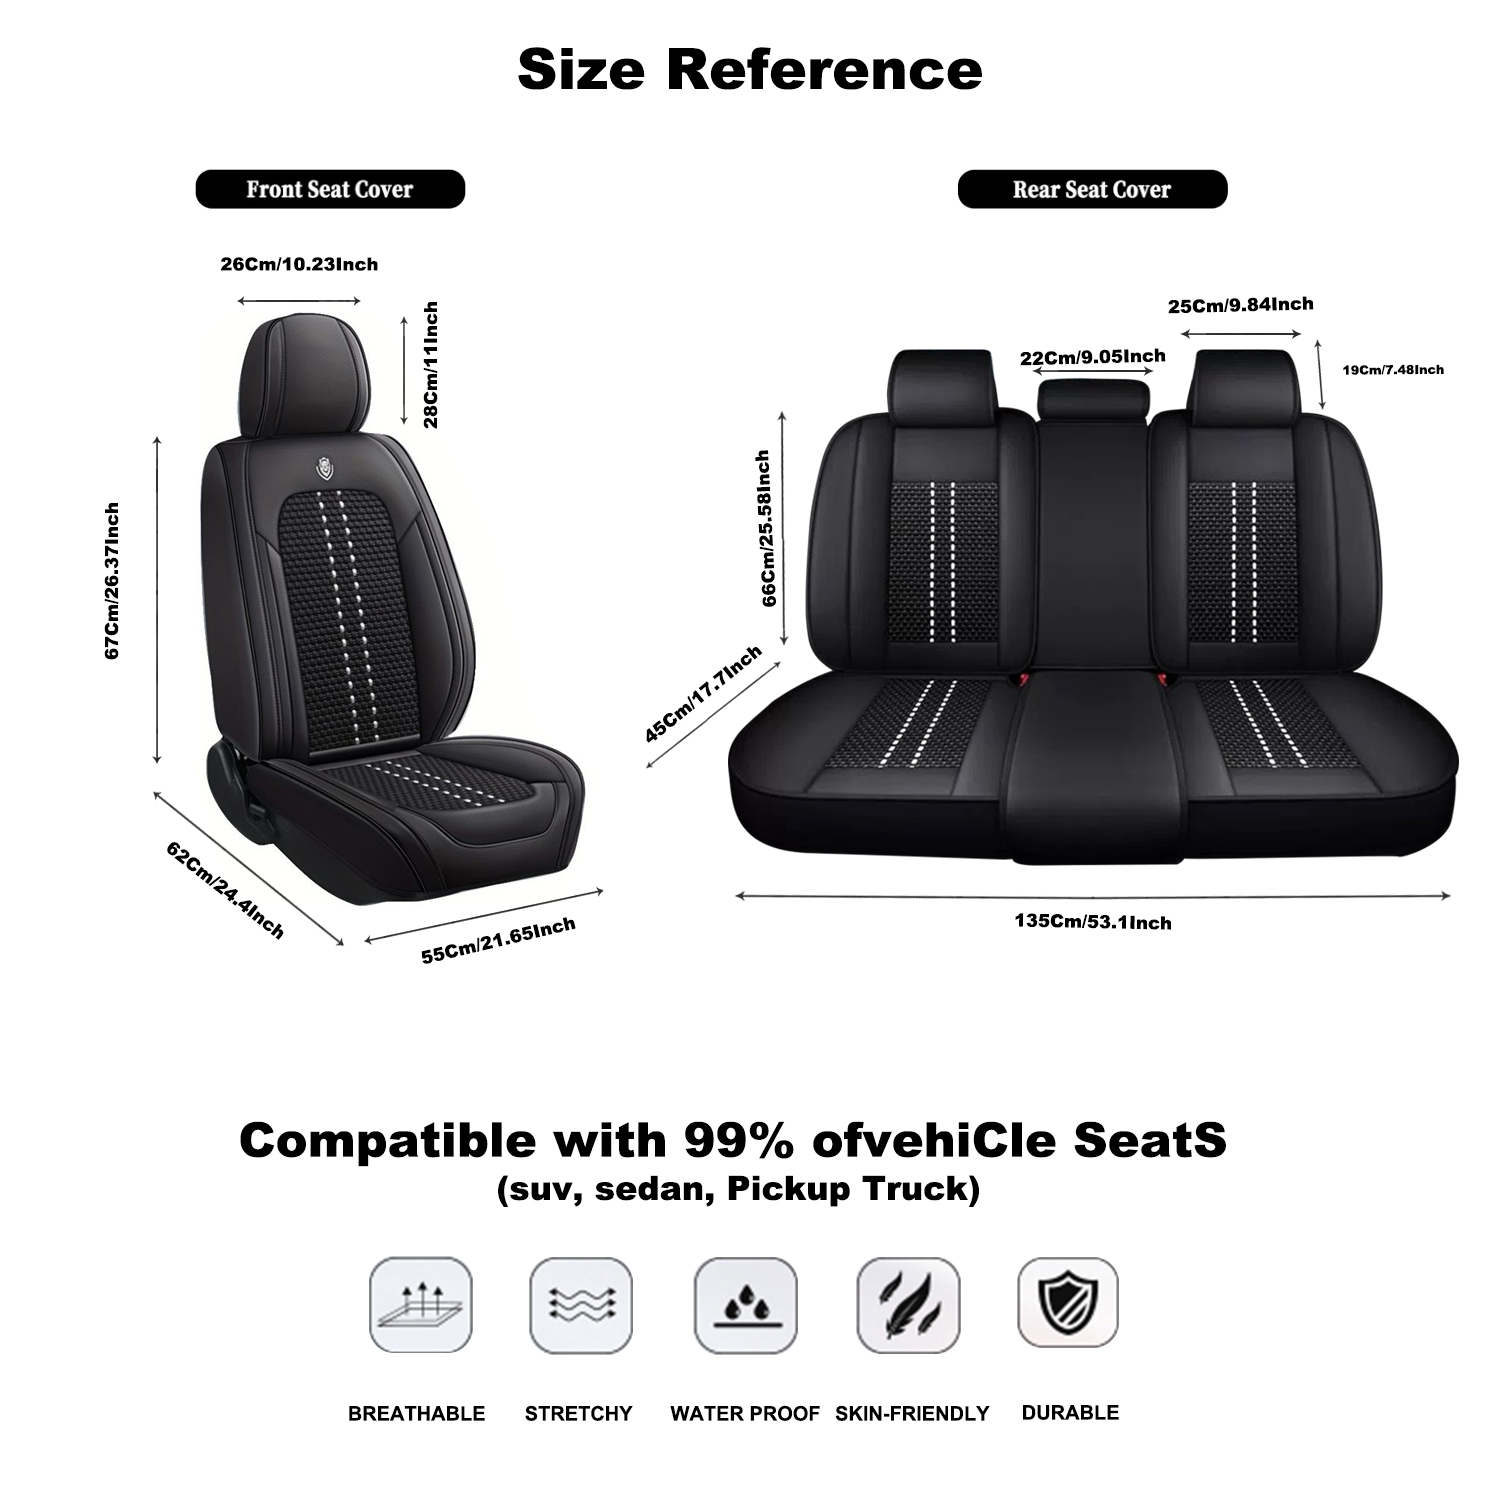 Size Reference
Front Seat Cover
Rear Seat Cover
26Cm/10.23Inch
28Cm/11Inch
67Cm/26.37Inch
62Cm/24.4Inch
55Cm/21.65Inch
25Cm/9.84Inch
22Cm/9.05Inch
19Cm/7.48Inch
66Cm/25.58Inch
45Cm/17.7Inch
135Cm/53.1Inch
Compatible with 99% ofvehiCle SeatS
(suv, sedan, Pickup Truck)
BREATHABLE
STRETCHY
WATER PROOF
SKIN-FRIENDLY
DURABLE